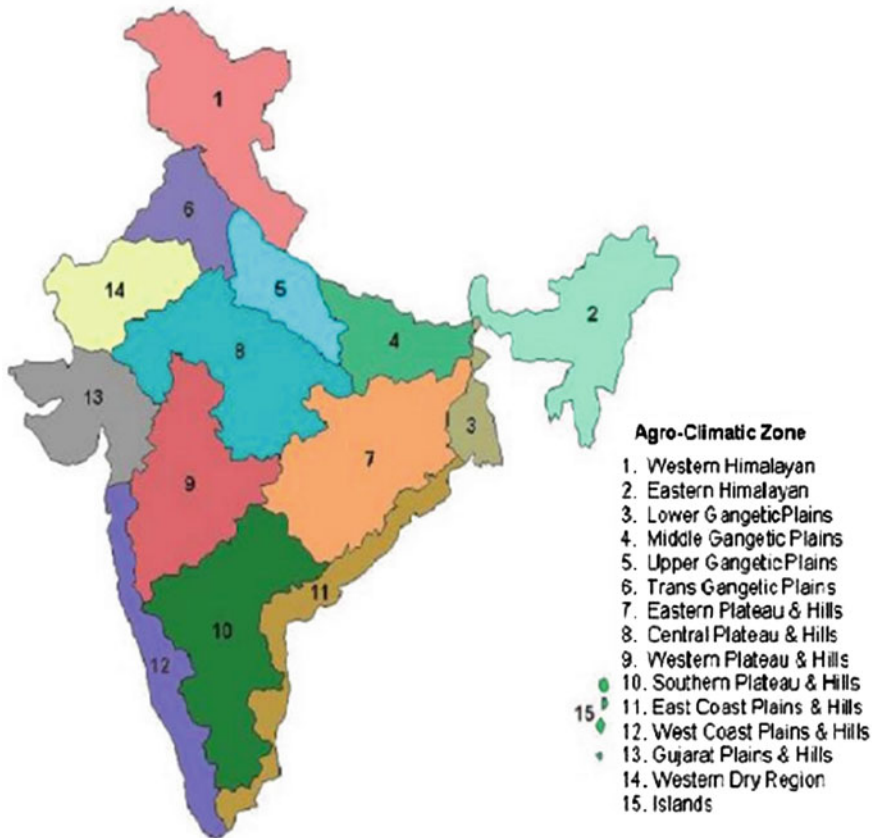 1
6
14
5
2
8
4
13
3
7
9
11
10
12
Agro-Climatic Zone
1. Western Himalayan
2. Eastern Himalayan
3. Lower GangeticPlains
4. Middle Gangetic Plains
5. Upper Gangetic Plains
6. Trans Gangetic Plains
7. Eastern Plateau & Hills
8. Central Plateau & Hills
9. Western Plateau & Hills
10. Southern Plateau & Hills
15
11. East Coast Plains & Hills
12. West Coast Plains & Hills
13. Gujarat Plains & Hills
14. Western Dry Region
15. Islands